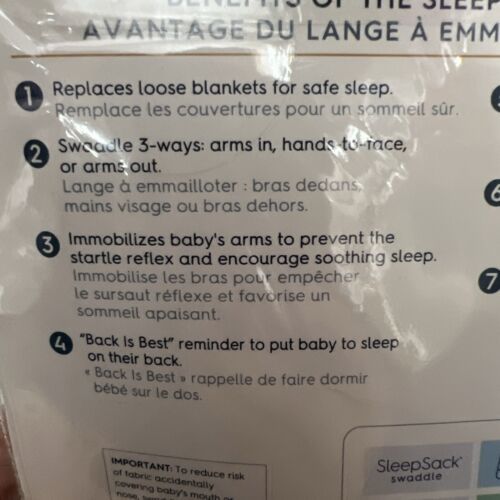 BENEFITS OF THE SLEEP
AVANTAGE DU LANGE À EMM
1 Replaces loose blankets for safe sleep.
Remplace les couvertures pour un sommeil sûr.
2 Swaddle 3-ways: arms in, hands-to-face,
or arms out.
Lange à emmailloter : bras dedans,
mains visage ou bras dehors.
3 Immobilizes baby's arms to prevent the
startle reflex and encourage soothing sleep.
Immobilise les bras pour empêcher
le sursaut réflexe et favorise un
sommeil apaisant.
4 "Back Is Best" reminder to put baby to sleep
on their back.
« Back Is Best » rappelle de faire dormir
bébé sur le dos.
6
7
IMPORTANT: To reduce risk
of fabric accidentally
covering baby's mouth or
nose,
SleepSack
swaddle